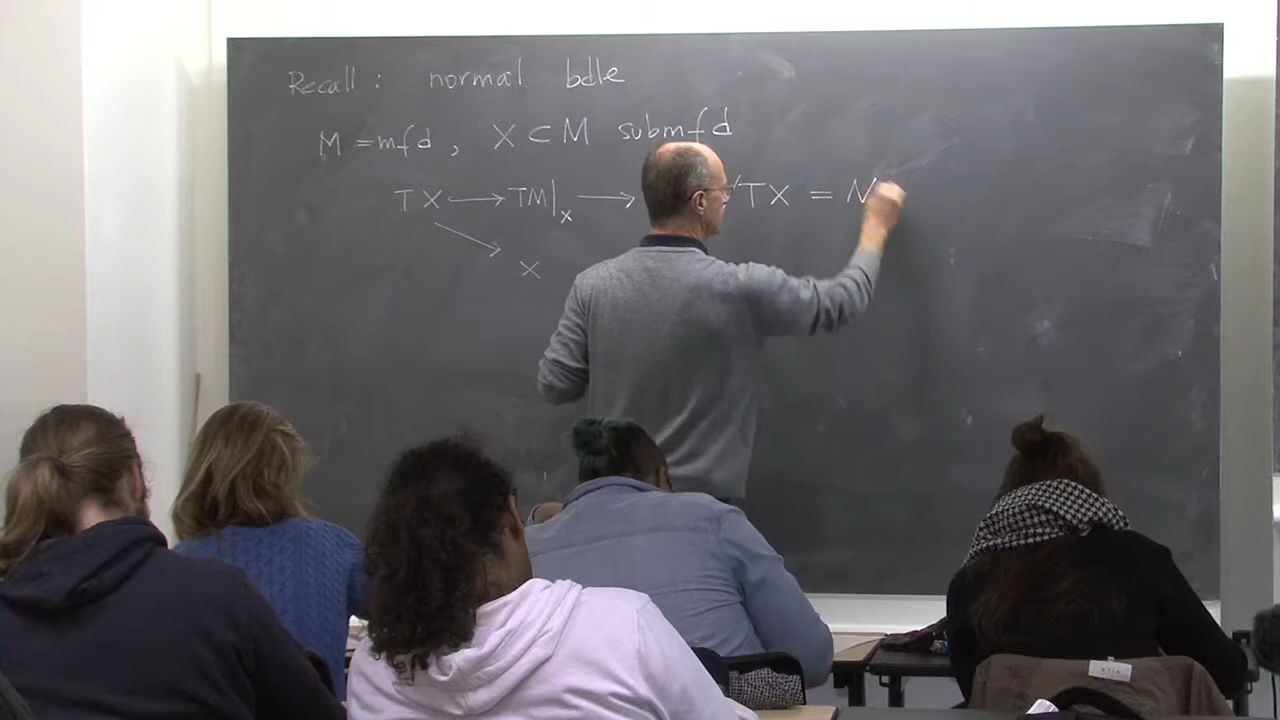 Recall : normal bdle
M = mfd , X ⊂ M submfd
TX → TM|x → /TX = N
x